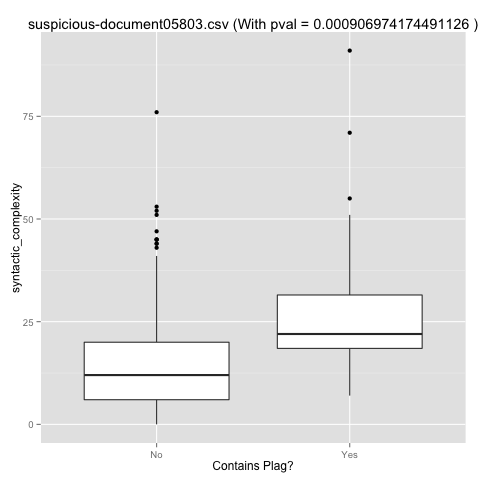 suspicious-document05803.csv (With pval = 0.000906974174491126 )
syntactic_complexity
75
50
25
0
No
Yes
Contains Plag?